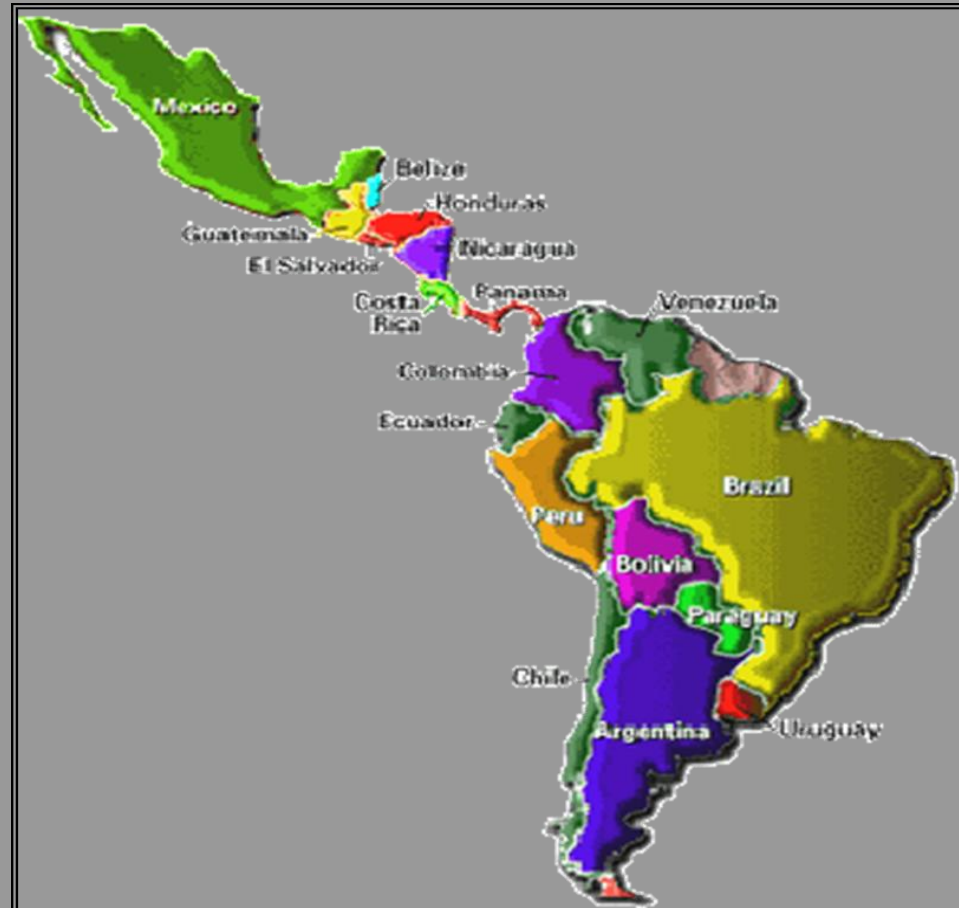 Mexico
Belize
Honduras
Guatemala
Nicaragua
El Salvador
Panama
Costa
Rica
Venezuela
Colombia
Ecuador
Brazil
Peru
Bolivia
Paraguay
Chile
Argentina
Uruguay